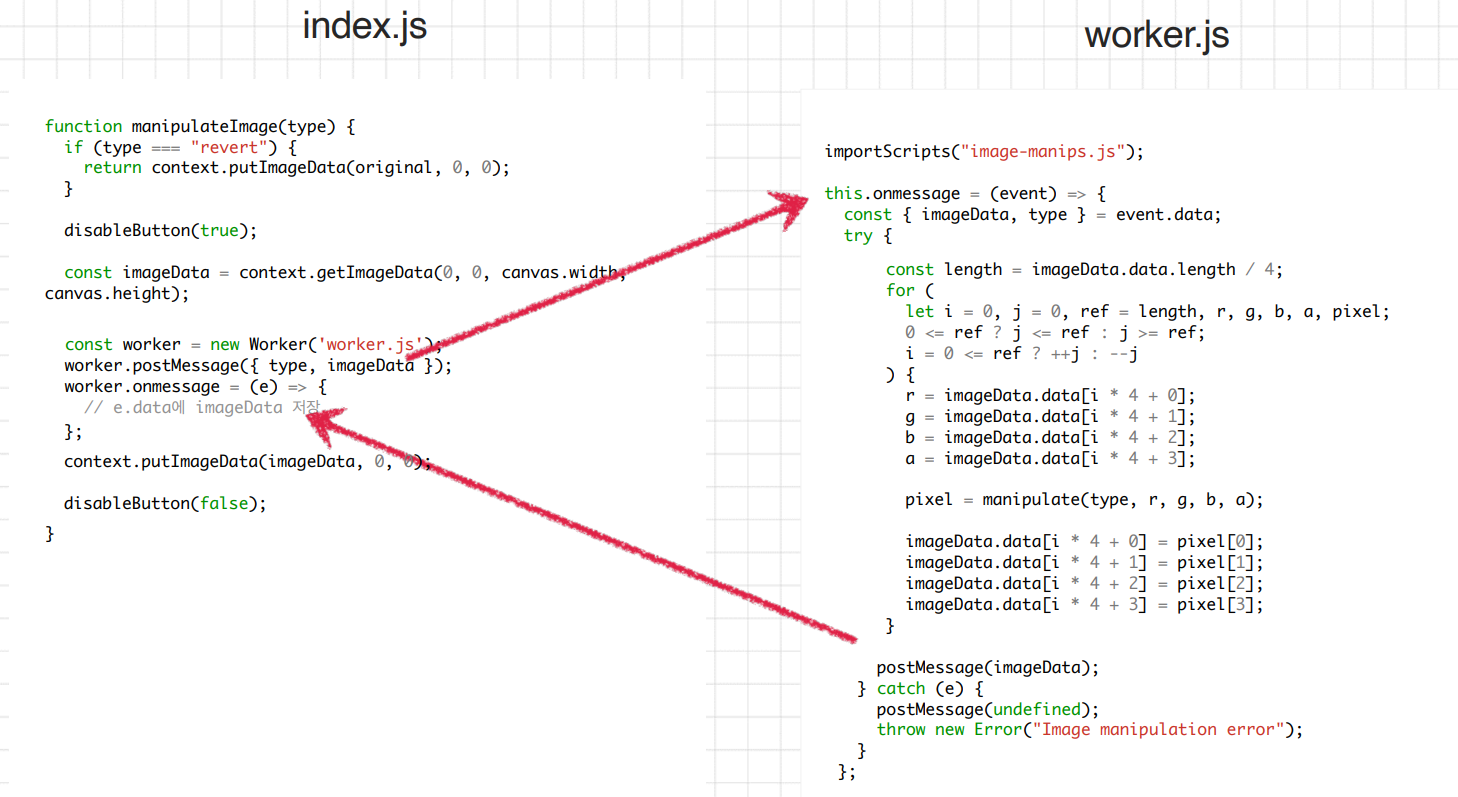 index.js
function manipulateImage(type) {
if (type === "revert") {
return context.putImageData(original, 0, 0);
}
disableButton(true);
const imageData = context.getImageData(0, 0, canvas.width,
canvas.height);
const worker = new Worker('worker.js');
worker.postMessage({ type, imageData });
worker.onmessage = (e) => {
// e.data에 imageData 저장
};
context.putImageData(imageData, 0, 0);
disableButton(false);
}
worker.js
importScripts("image-manips.js");
this.onmessage = (event) => {
const { imageData, type } = event.data;
try {
const length = imageData.data.length / 4;
for (
let i = 0, j = 0, ref = length, r, g, b, a, pixel;
0 <= ref ? j <= ref : j >= ref;
i = 0 <= ref ? ++j : --j
) {
r = imageData.data[i * 4 + 0];
g = imageData.data[i * 4 + 1];
b = imageData.data[i * 4 + 2];
a = imageData.data[i * 4 + 3];
pixel = manipulate(type, r, g, b, a);
imageData.data[i * 4 + 0] = pixel[0];
imageData.data[i * 4 + 1] = pixel[1];
imageData.data[i * 4 + 2] = pixel[2];
imageData.data[i * 4 + 3] = pixel[3];
}
postMessage(imageData);
} catch (e) {
postMessage(undefined);
throw new Error("Image manipulation error");
}
};